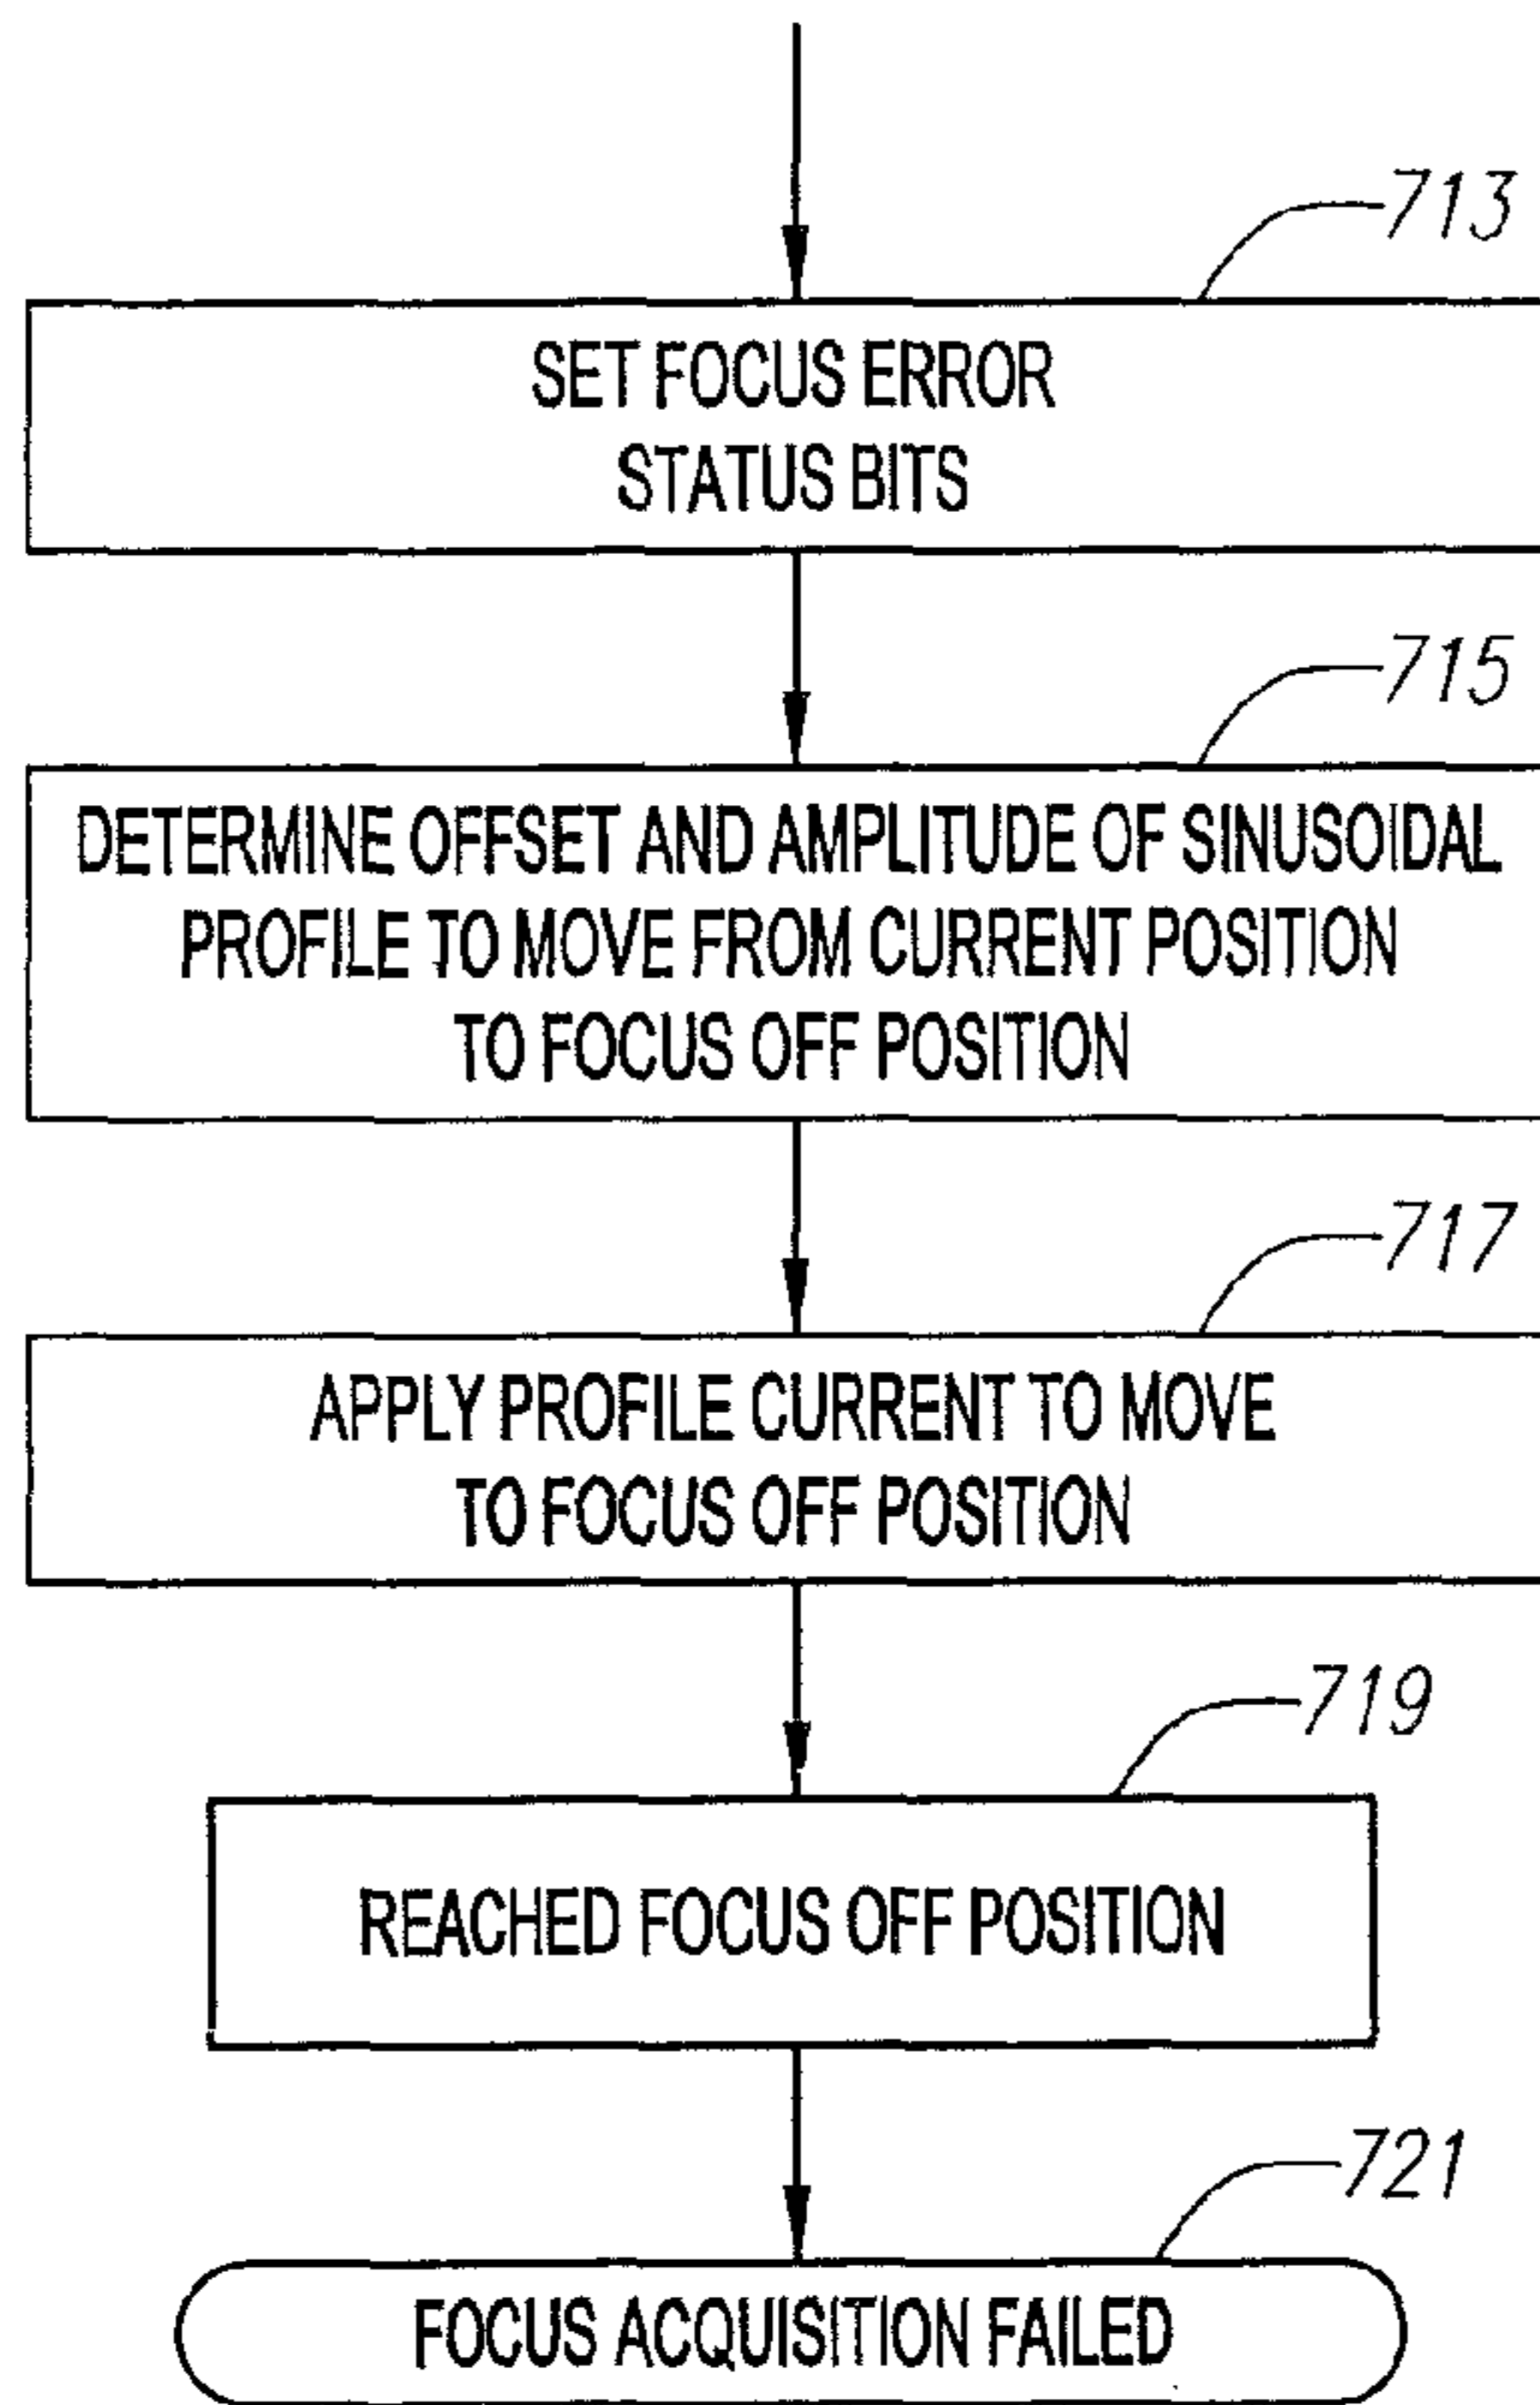 713
SET FOCUS ERROR
STATUS BITS
715
DETERMINE OFFSET AND AMPLITUDE OF SINUSOIDAL
PROFILE TO MOVE FROM CURRENT POSITION
TO FOCUS OFF POSITION
717
APPLY PROFILE CURRENT TO MOVE
TO FOCUS OFF POSITION
719
REACHED FOCUS OFF POSITION
721
FOCUS ACQUISITION FAILED